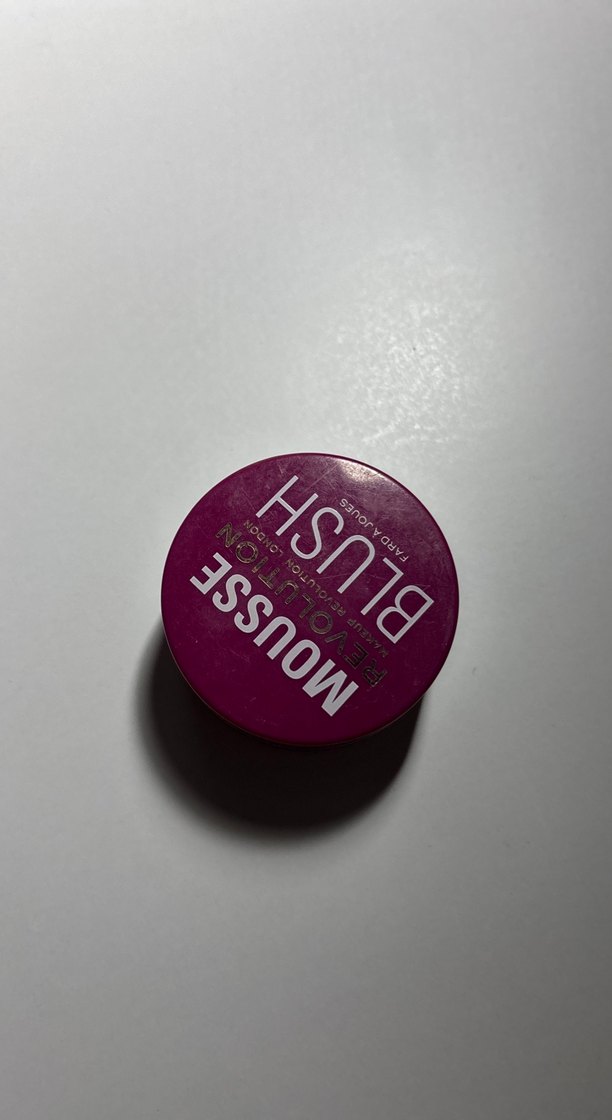 MOUSSE
REVOLUTION
MAKEUP REVOLUTION LONDON
BLUSH
FARD À JOUES